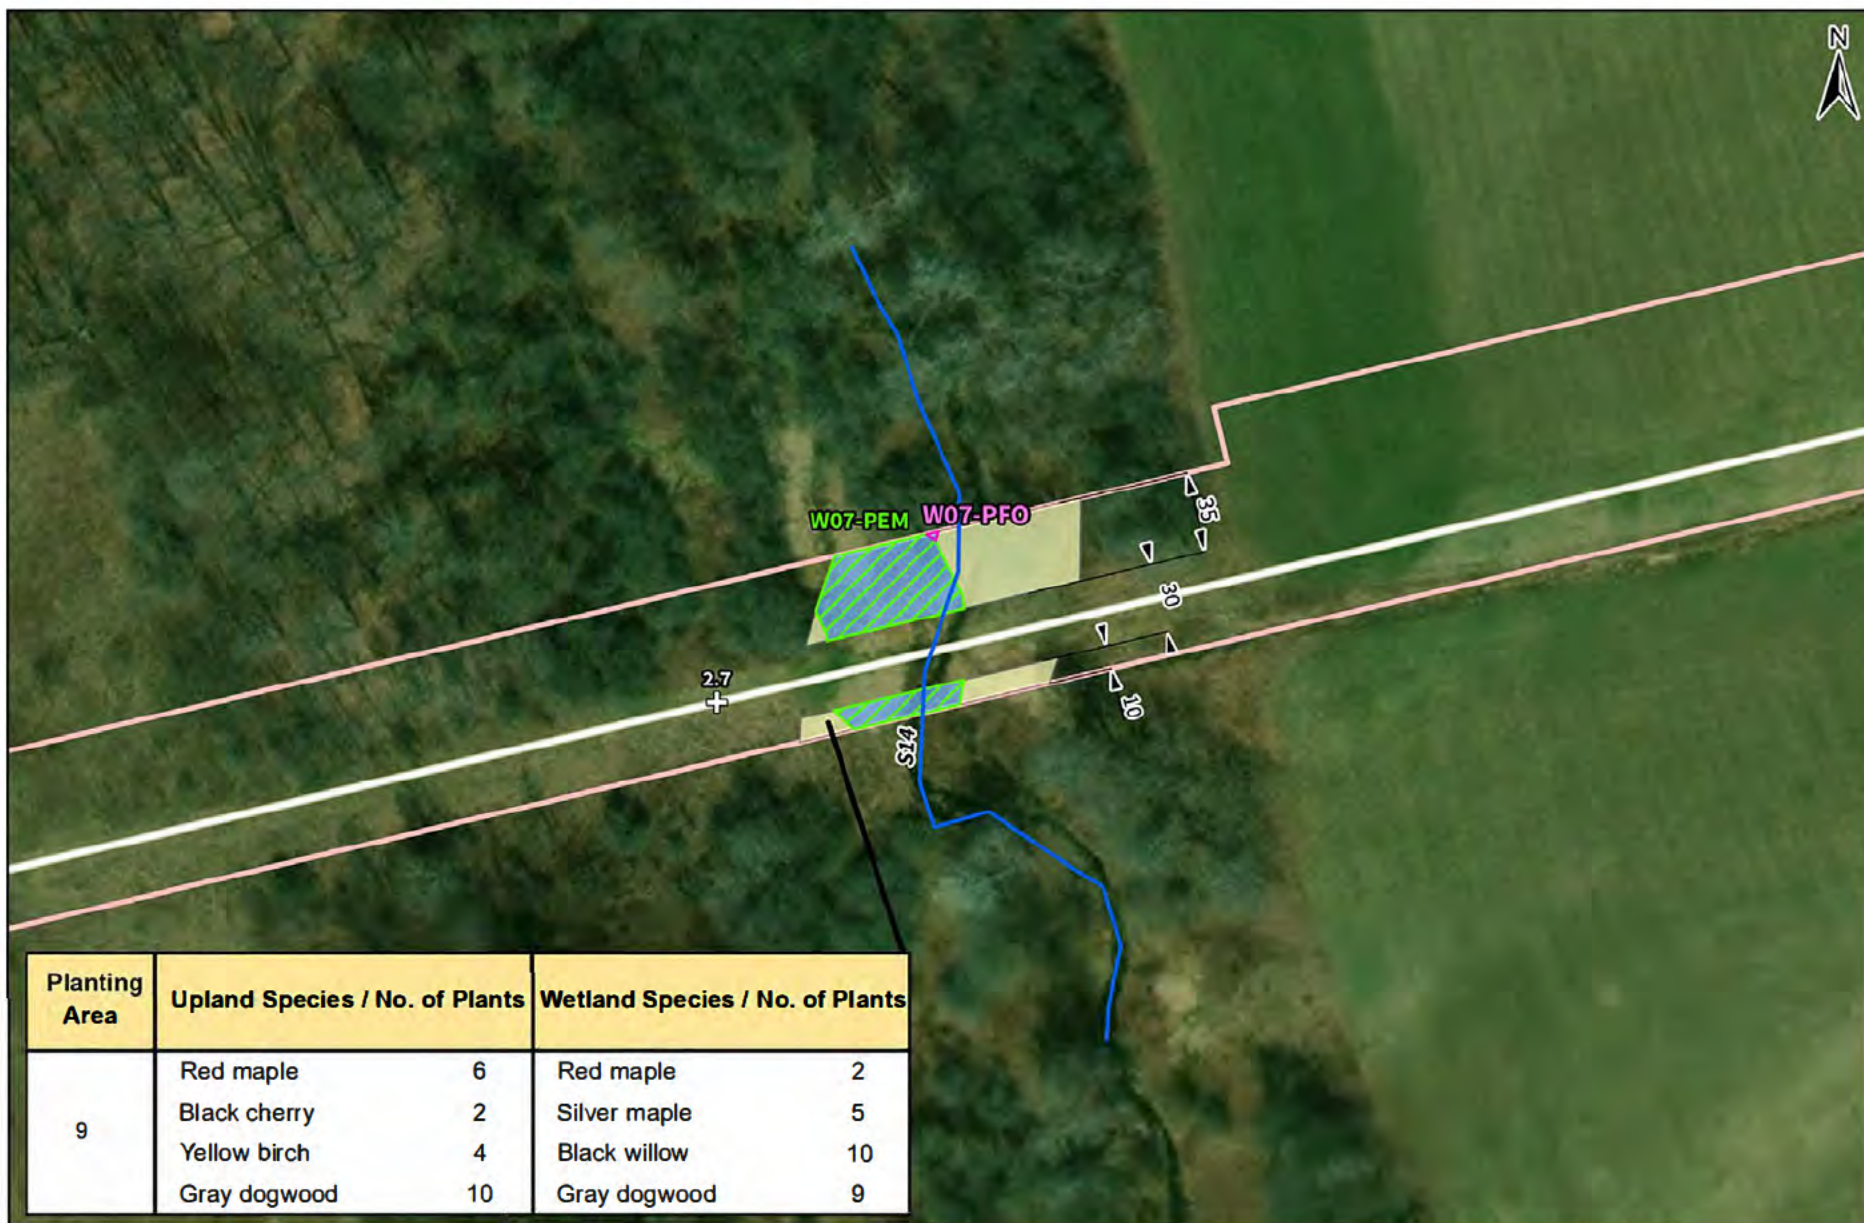 N
35
W07-PEM W07-PFO
30
2.7
10
S14
Planting Area
Upland Species / No. of Plants
Wetland Species / No. of Plants
9
Red maple 6 Red maple 2
Black cherry 2 Silver maple 5
Yellow birch 4 Black willow 10
Gray dogwood 10 Gray dogwood 9